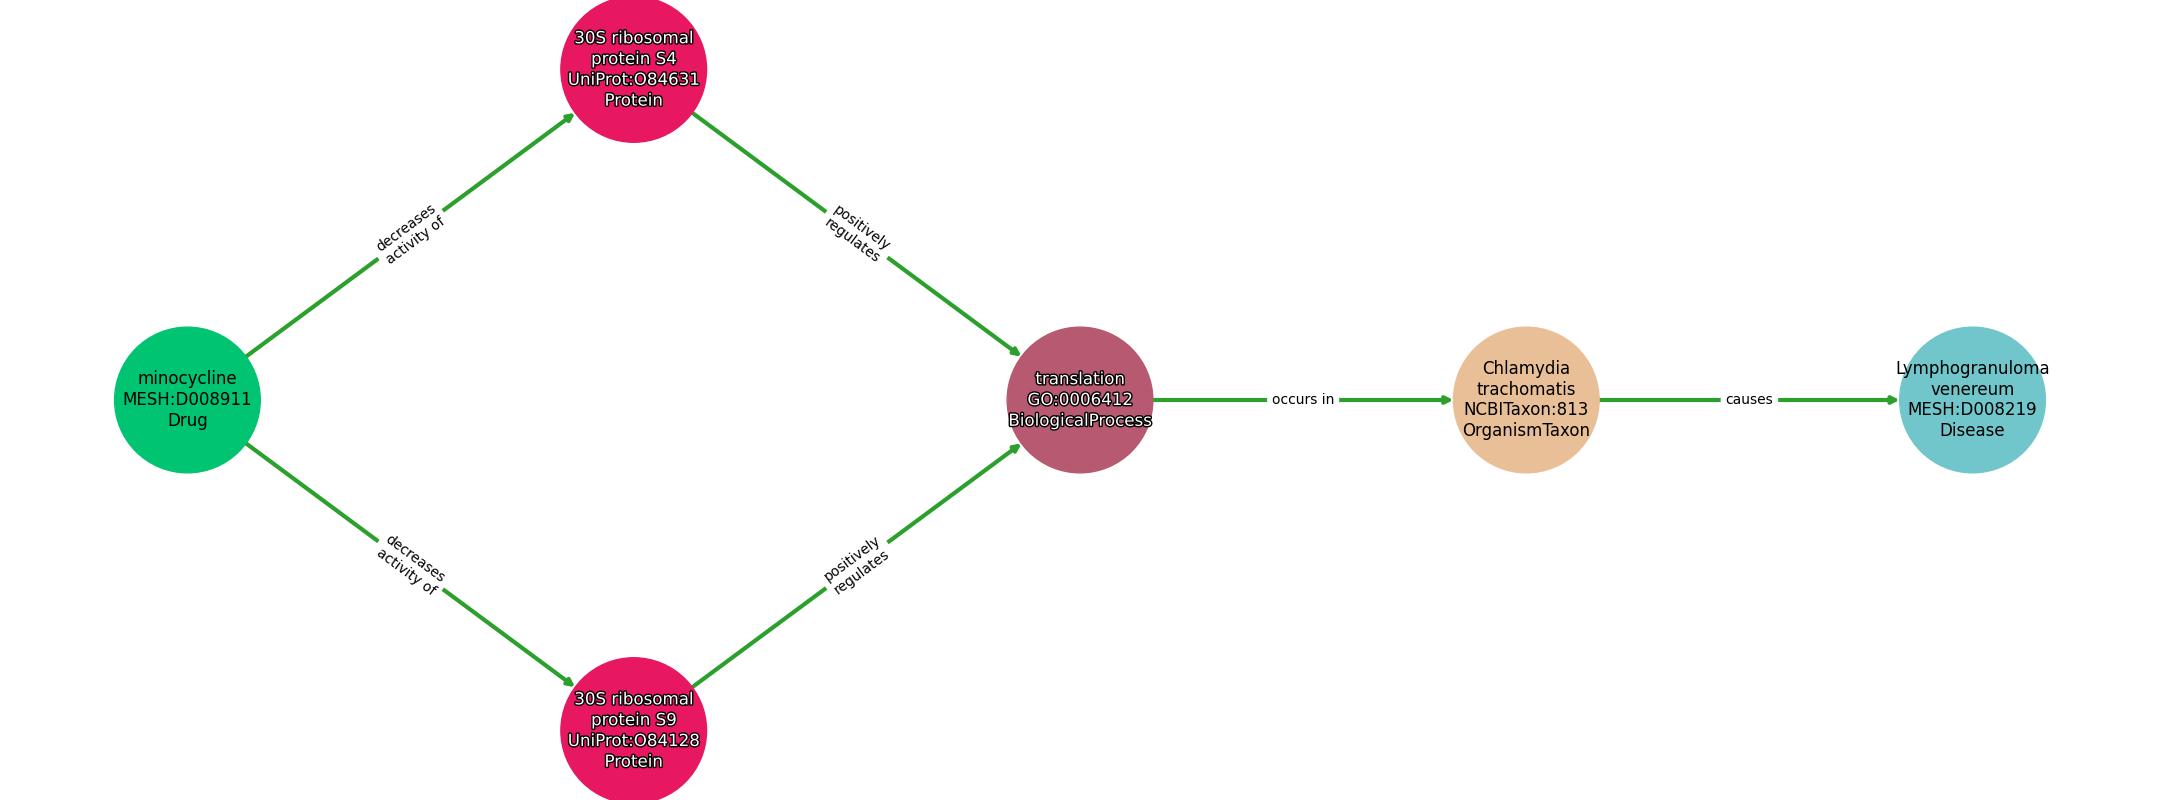 30S ribosomal
protein S4
UniProt:O84631
Protein
decreases
activity of
positively
regulates
minocycline
MESH:D008911
Drug
translation
GO:0006412
BiologicalProcess
occurs in
Chlamydia
trachomatis
NCBITaxon:813
OrganismTaxon
causes
Lymphogranuloma
venereum
MESH:D008219
Disease
decreases
activity of
positively
regulates
30S ribosomal
protein S9
UniProt:O84128
Protein